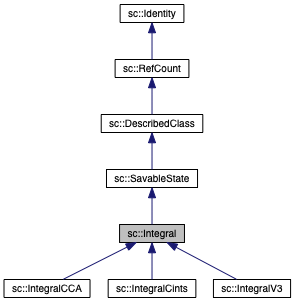 sc::Identity
sc::RefCount
sc::DescribedClass
sc::SavableState
sc::Integral
sc::IntegralCCA
sc::IntegralCints
sc::IntegralV3